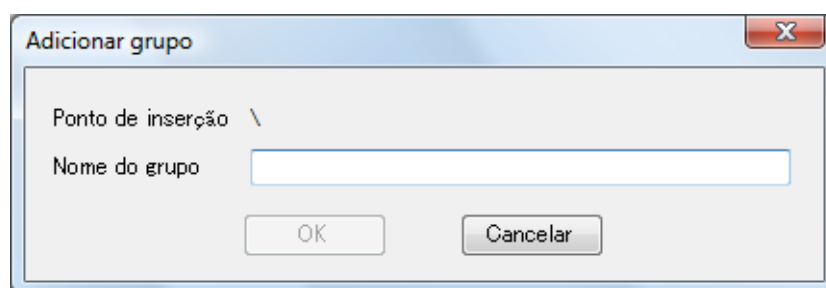 Adicionar grupo
Ponto de inserção \
Nome do grupo
OK Cancelar